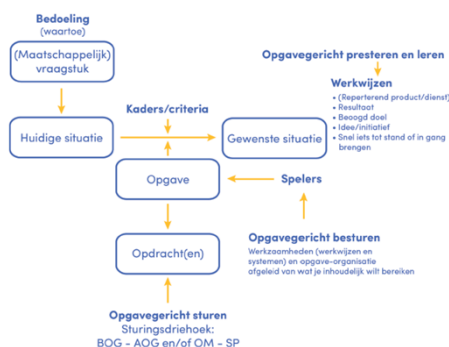 Bedoeling
(waartoe)
(Maatschappelijk)
vraagstuk
Opgavegericht presteren en leren
Werkwijzen
• (Reperterend product/dienst)
• Resultaat
• Beoogd doel
• Idee/initiatief
• Snel iets tot stand of in gang
brengen
Kaders/criteria
Huidige situatie
Gewenste situatie
Opgave
Spelers
Opdracht(en)
Opgavegericht besturen
Werkzaamheden (werkwijzen en
systemen) en opgave-organisatie
afgeleid van wat je inhoudelijk wilt bereiken
Opgavegericht sturen
Sturingsdriehoek:
BOG - AOG en/of OM - SP